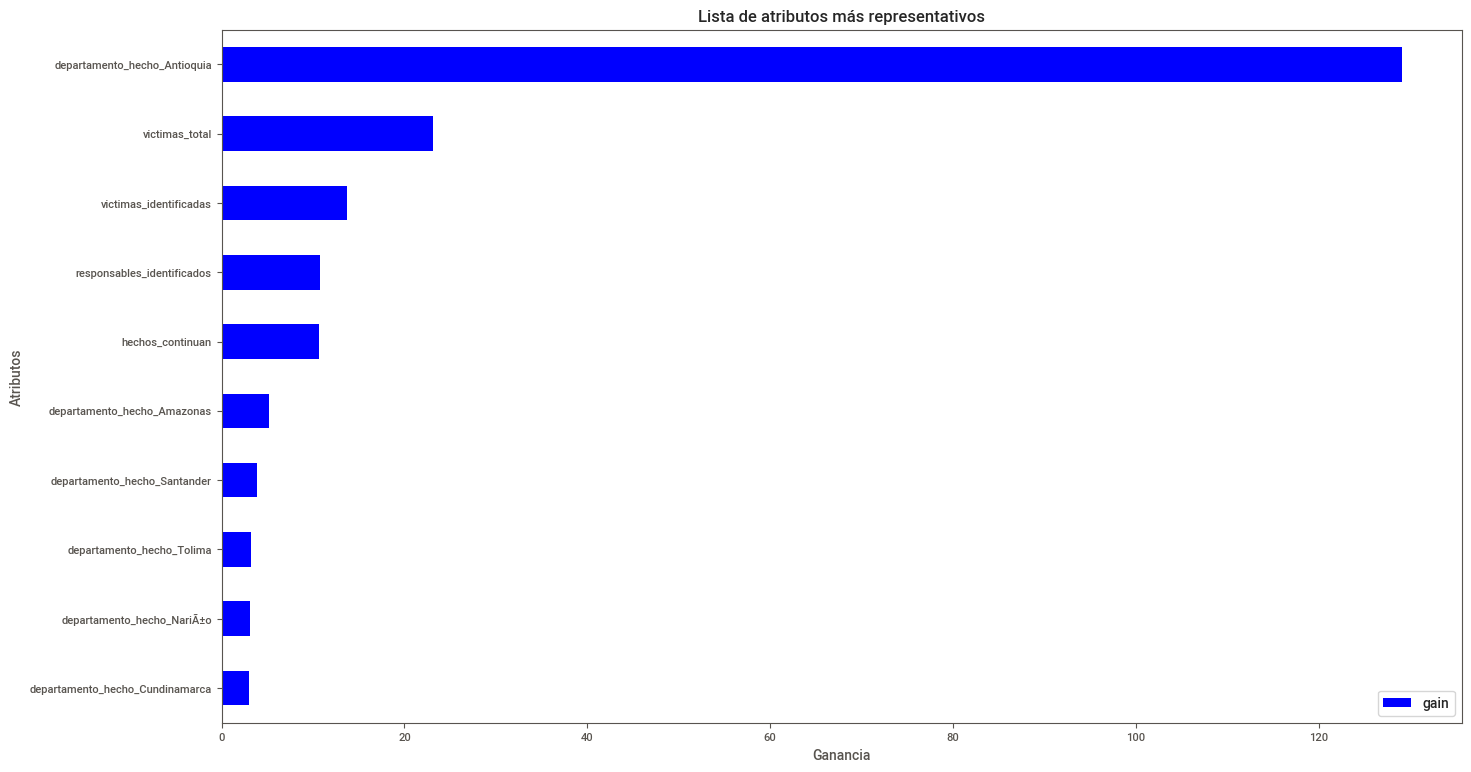 Lista de atributos más representativos
departamento_hecho_Antioquia
victimas_total
victimas_identificadas
responsables_identificados
hechos_continuan
departamento_hecho_Amazonas
departamento_hecho_Santander
departamento_hecho_Tolima
departamento_hecho_NariÃ±o
departamento_hecho_Cundinamarca
Atributos
0 20 40 60 80 100 120
Ganancia
gain